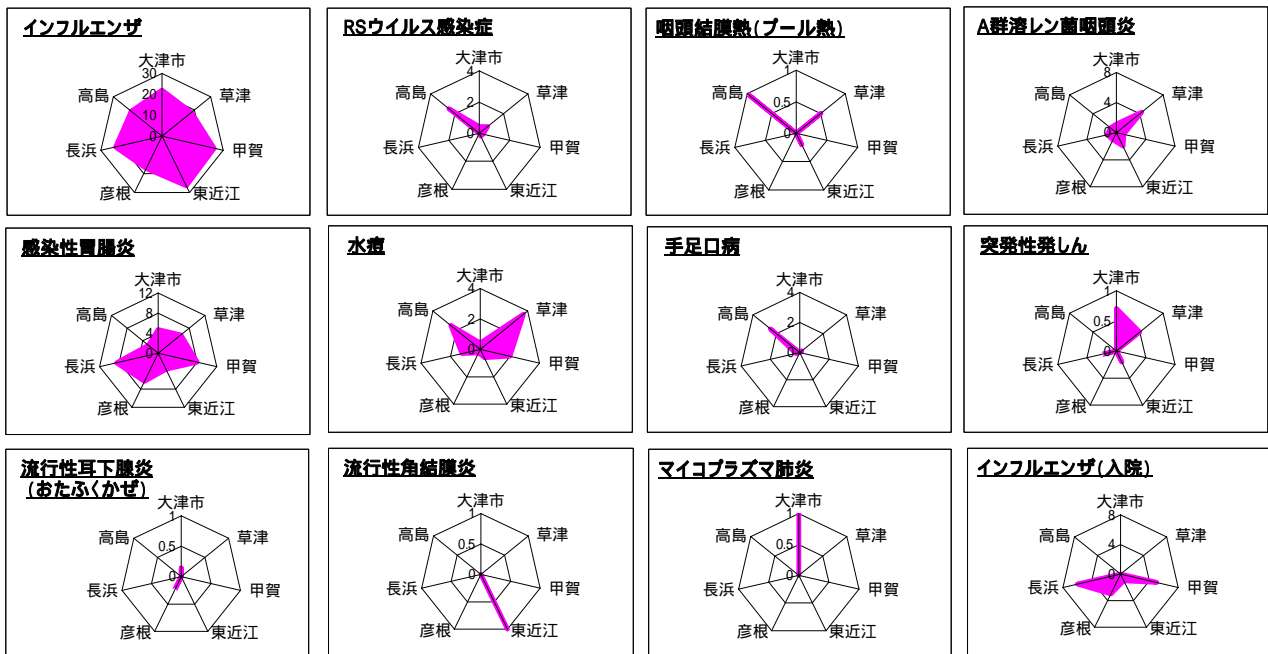 インフルエンザ
大津市
30
20
10
0
草津
甲賀
東近江
彦根
長浜
高島
RSウイルス感染症
大津市
4
2
0
草津
甲賀
東近江
彦根
長浜
高島
咽頭結膜熱(プール熱)
大津市
1
0.5
0
草津
甲賀
東近江
彦根
長浜
高島
A群溶レン菌咽頭炎
大津市
8
4
0
草津
甲賀
東近江
彦根
長浜
高島
感染性胃腸炎
大津市
12
8
4
0
草津
甲賀
東近江
彦根
長浜
高島
水痘
大津市
4
2
0
草津
甲賀
東近江
彦根
長浜
高島
手足口病
大津市
4
2
0
草津
甲賀
東近江
彦根
長浜
高島
突発性発しん
大津市
1
0.5
0
草津
甲賀
東近江
彦根
長浜
高島
流行性耳下腺炎
(おたふくかぜ)
大津市
1
0.5
0
草津
甲賀
東近江
彦根
長浜
高島
流行性角結膜炎
大津市
1
0.5
0
草津
甲賀
東近江
彦根
長浜
高島
マイコプラズマ肺炎
大津市
1
0.5
0
草津
甲賀
東近江
彦根
長浜
高島
インフルエンザ(入院)
大津市
8
4
0
草津
甲賀
東近江
彦根
長浜
高島